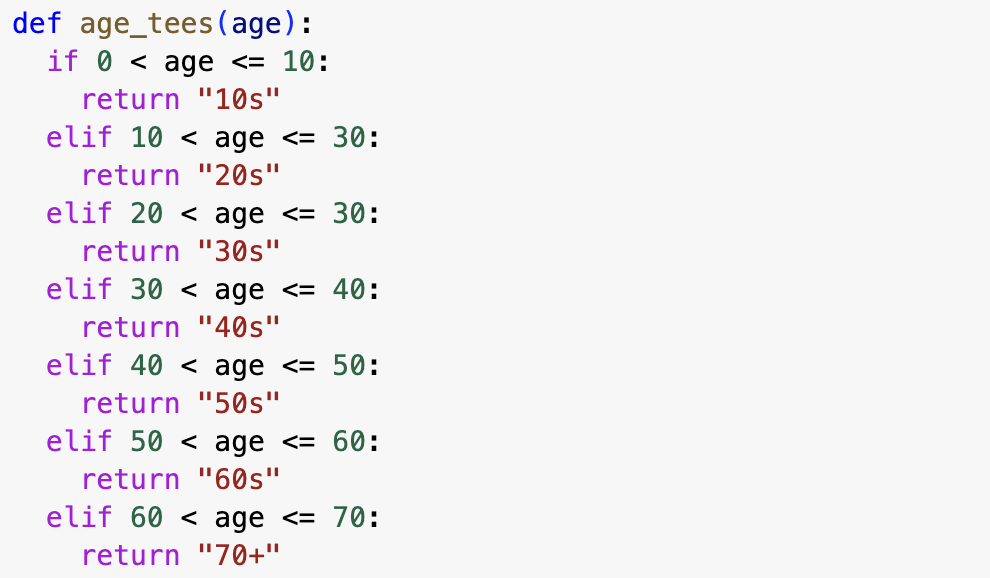 def age_tees(age):
  if 0 < age <= 10:
    return "10s"
  elif 10 < age <= 30:
    return "20s"
  elif 20 < age <= 30:
    return "30s"
  elif 30 < age <= 40:
    return "40s"
  elif 40 < age <= 50:
    return "50s"
  elif 50 < age <= 60:
    return "60s"
  elif 60 < age <= 70:
    return "70+"